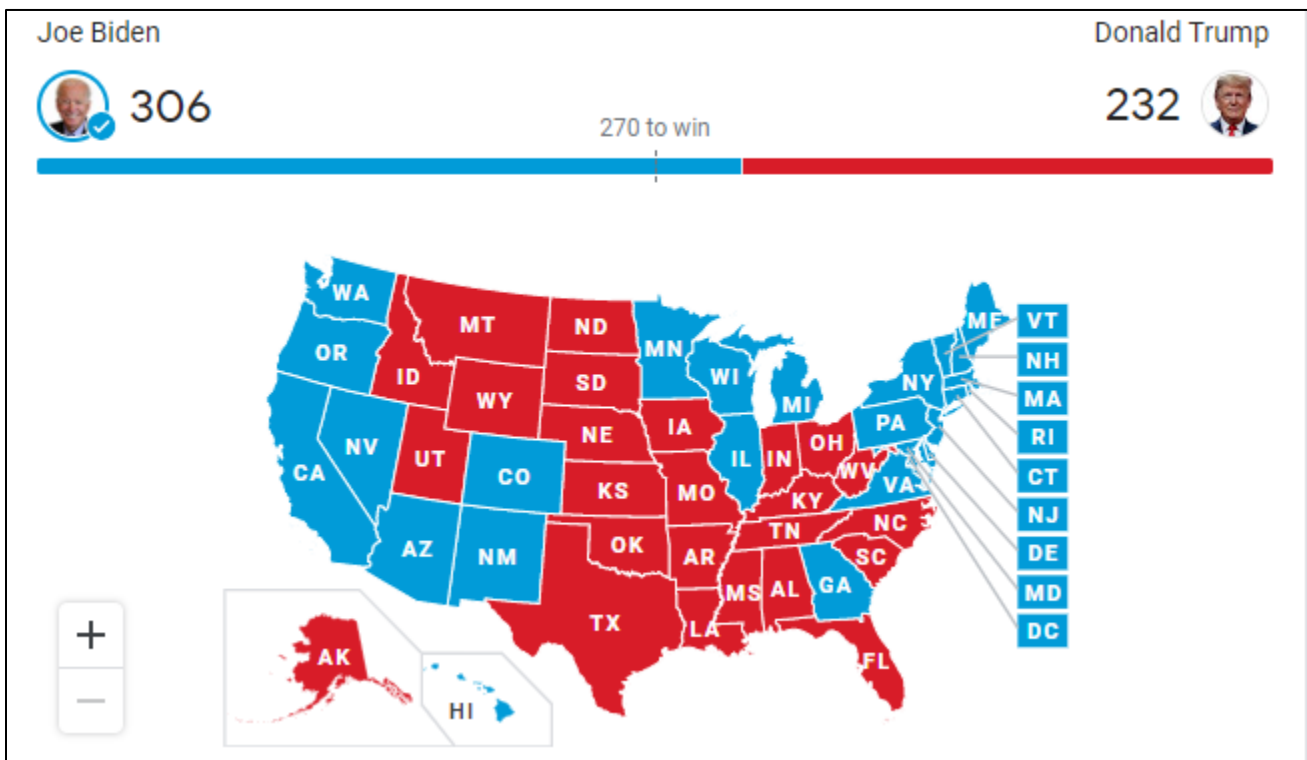 Joe Biden
Donald Trump
306
232
270 to win
WA
MT
ND
MN
ME
VT
OR
ID
SD
WI
NH
WY
MI
NY
MA
NE
IA
PA
RI
NV
UT
CO
IL
IN
OH
CT
CA
KS
MO
WV
VA
KY
NJ
AZ
NM
OK
AR
TN
NC
DE
SC
MS
AL
GA
MD
TX
LA
DC
FL
AK
HI
+
−